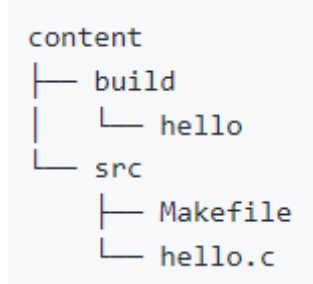 content
├── build
│   └── hello
└── src
    ├── Makefile
    └── hello.c